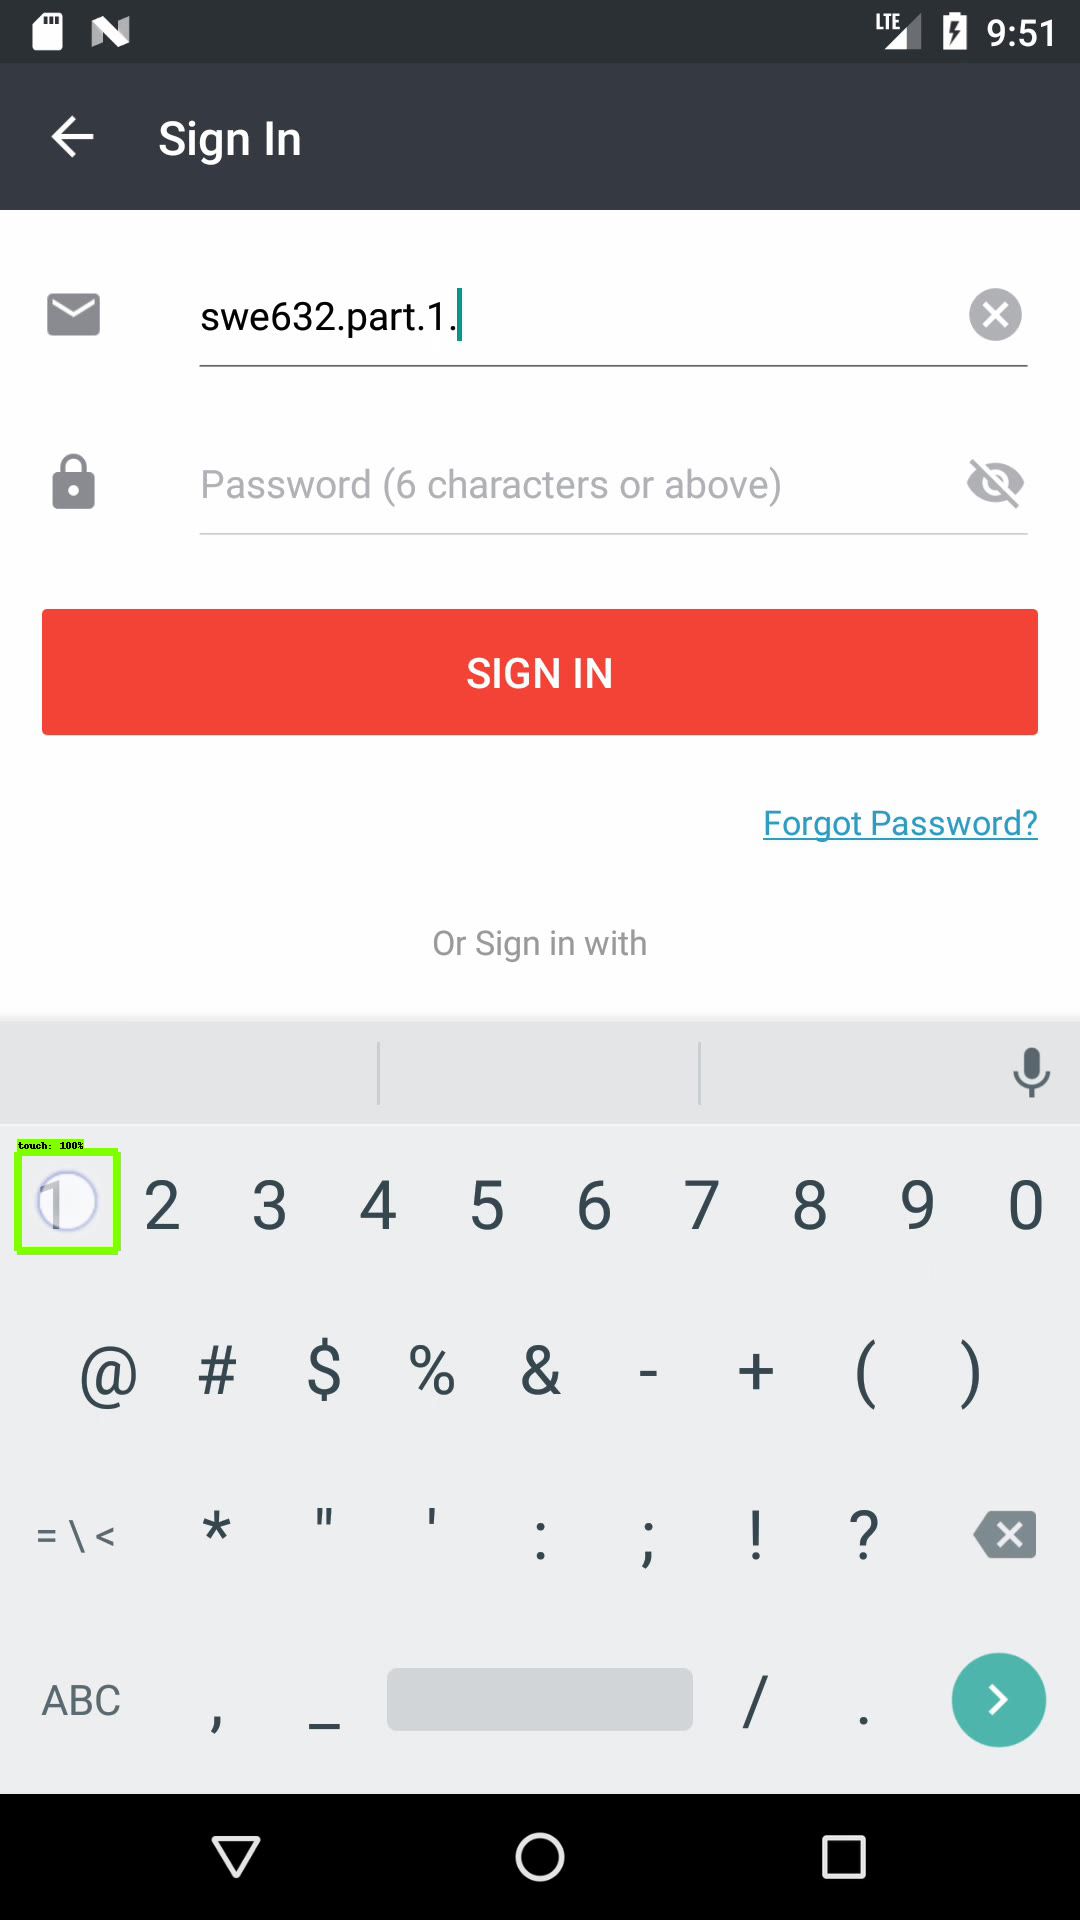 LTE 9:51
Sign In
swe632.part.1.
Password (6 characters or above)
SIGN IN
Forgot Password?
Or Sign in with
touch: 100%
1 2 3 4 5 6 7 8 9 0
@ # $ % & - + ( )
= \ < * " ' : ; ! ?
ABC , _ / .